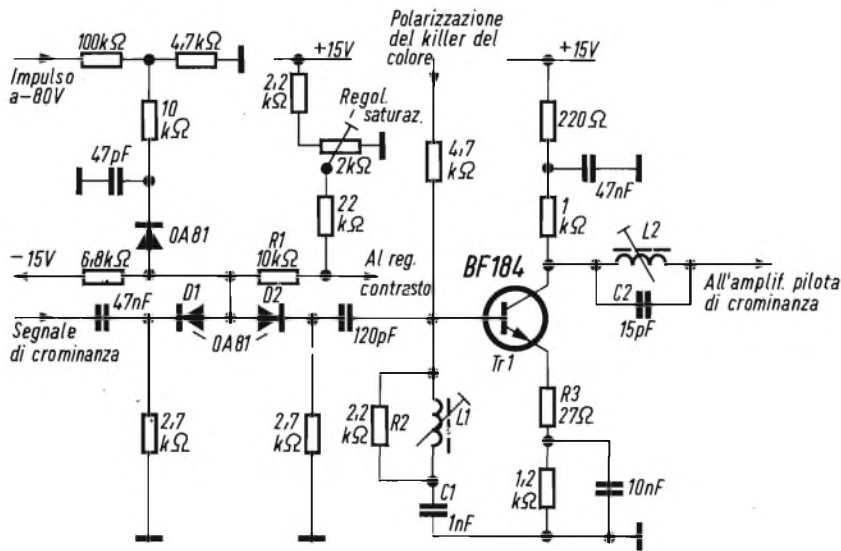 100kΩ
4,7kΩ
Impulso
a-80V
10
kΩ
47pF
+15V
2,2
kΩ
Regol.
saturaz.
2kΩ
22
kΩ
Polarizzazione
del killer del
colore
4,7
kΩ
+15V
220Ω
47nF
1
kΩ
L2
C2
15pF
All'amplif. pilota
di crominanza
0A81
-15V
6,8kΩ
R1
10kΩ
Al reg.
contrasto
BF184
Tr1
47nF
D1
D2
0A81
120pF
Segnale
di crominanza
2,7
kΩ
2,7
kΩ
2,2
kΩ
R2
L1
C1
1nF
R3
27Ω
1,2
kΩ
10nF